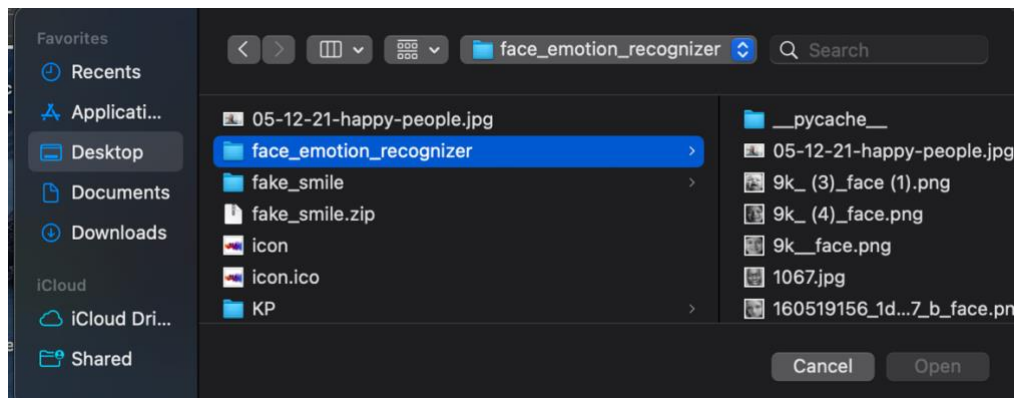 Favorites
Recents
Applicati...
Desktop
Documents
Downloads
iCloud
iCloud Dri...
Shared
face_emotion_recognizer
Search
05-12-21-happy-people.jpg
face_emotion_recognizer
fake_smile
fake_smile.zip
icon
icon.ico
KP
__pycache__
05-12-21-happy-people.jpg
9k_ (3)_face (1).png
9k_ (4)_face.png
9k__face.png
1067.jpg
160519156_1d...7_b_face.pn
Cancel
Open